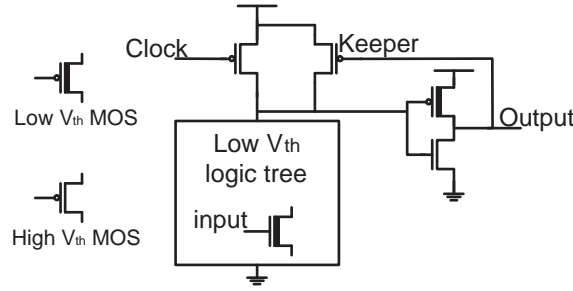 Clock
Keeper
Low Vth MOS
Output
Low Vth
logic tree
input
High Vth MOS